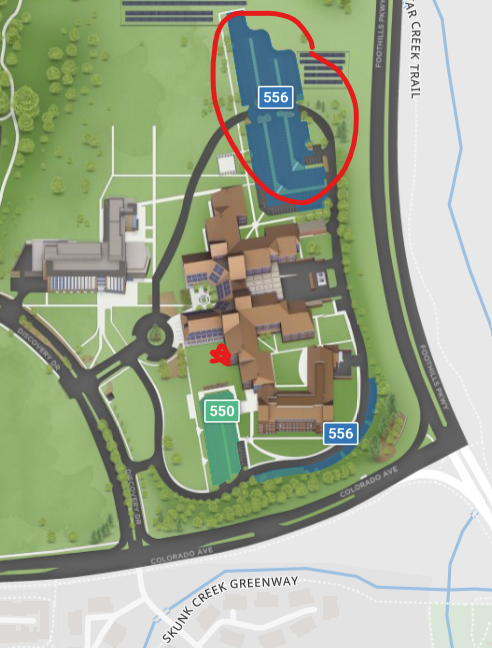 FOOTHILLS PKWY
AR CREEK TRAIL
556
DISCOVERY DR
FOOTHILLS PKWY
550
556
DISCOVERY DR
COLORADO AVE
COLORADO AVE
SKUNK CREEK GREENWAY